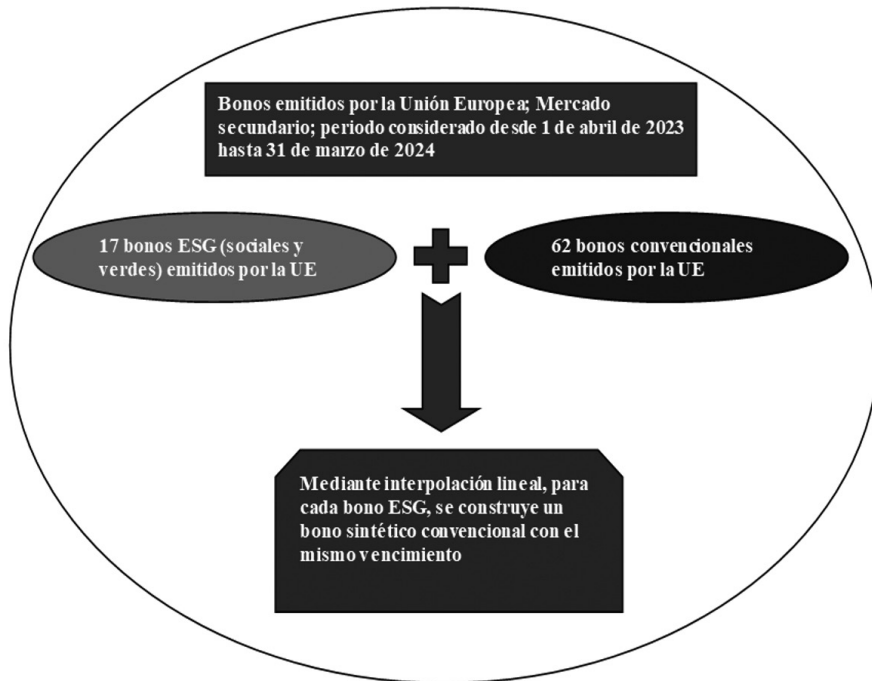 Bonos emitidos por la Unión Europea; Mercado
secundario; periodo considerado desde 1 de abril de 2023
hasta 31 de marzo de 2024
17 bonos ESG (sociales y
verdes) emitidos por la UE
62 bonos convencionales
emitidos por la UE
Mediante interpolación lineal, para
cada bono ESG, se construye un
bono sintético convencional con el
mismo vencimiento